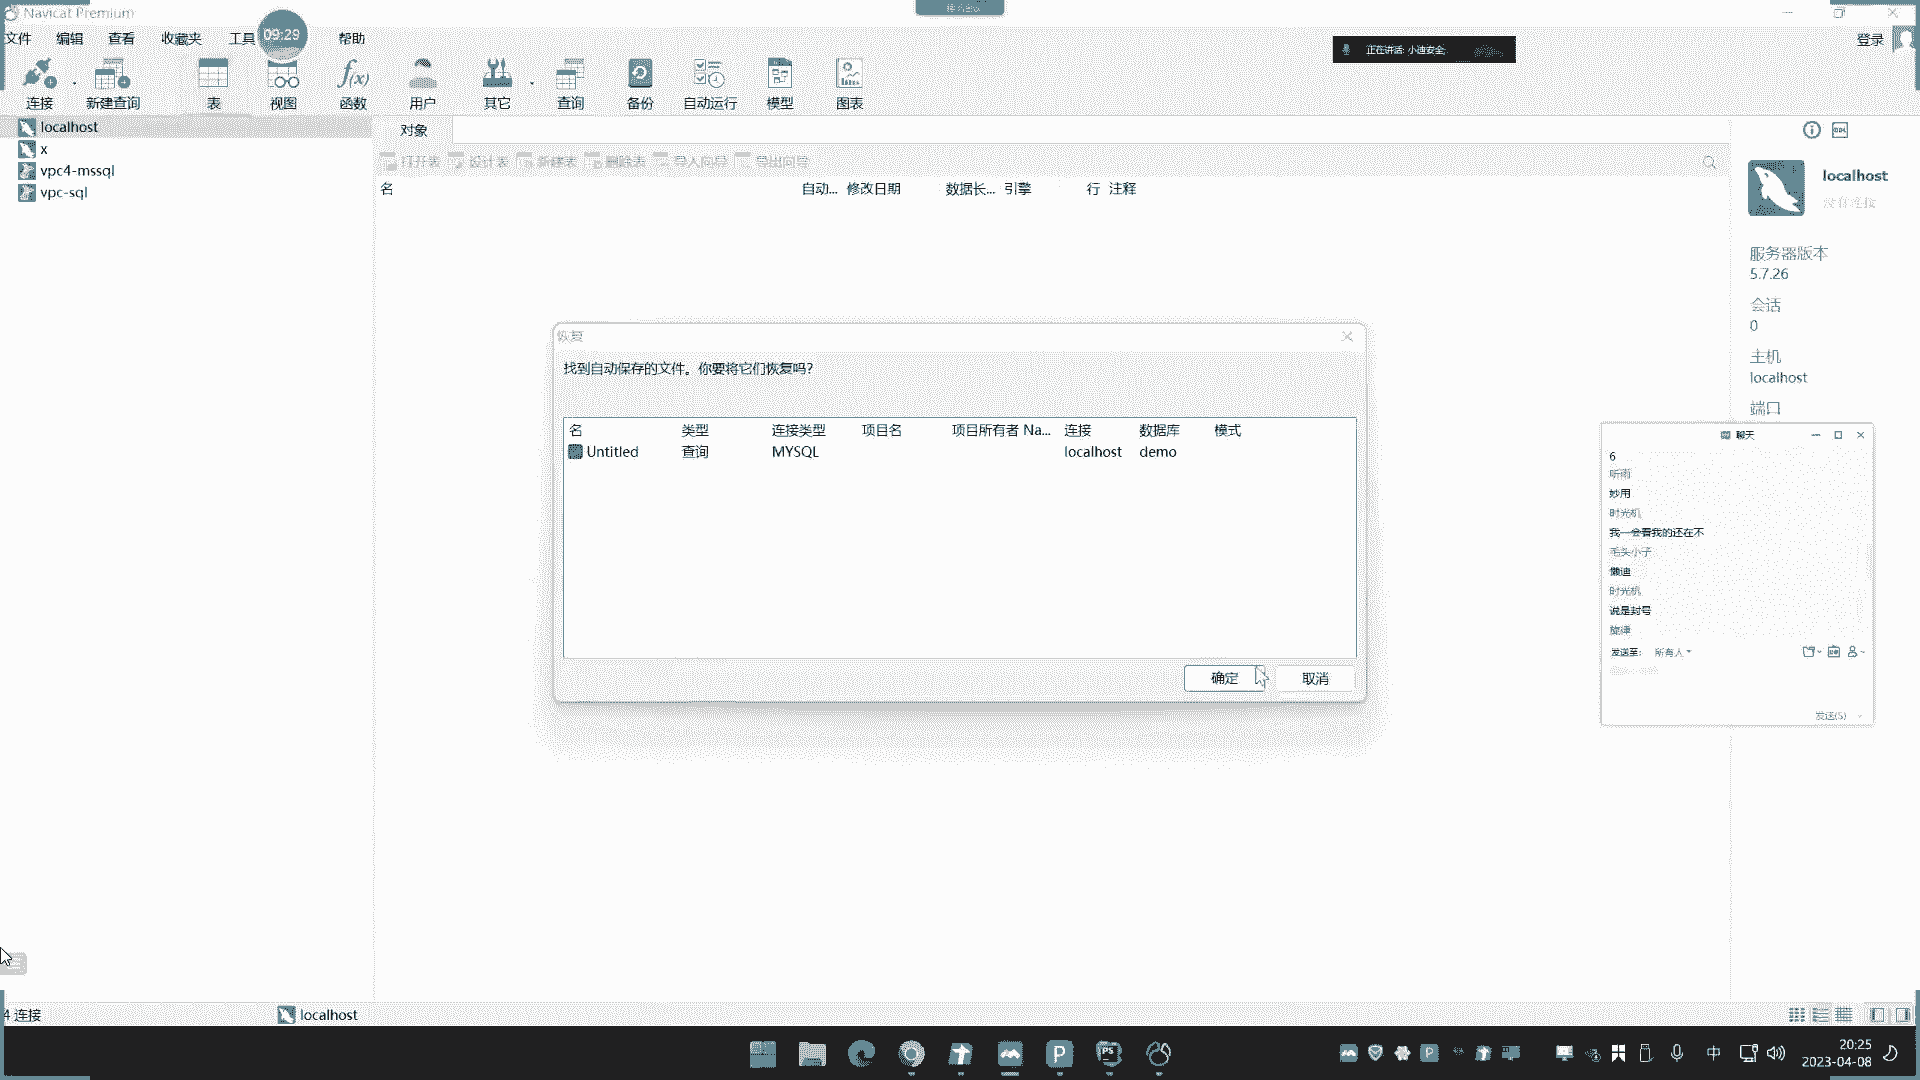 Navicat Premium
文件 编辑 查看 收藏夹 工具 09:29 帮助
登录
正在讲话: 小迪安全
连接 新建查询 表 视图 函数 用户 其它 查询 备份 自动运行 模型 图表
localhost
x
vpc4-mssql
vpc-sql
对象
打开表 设计表 新建表 删除表 导入向导 导出向导
名 自动... 修改日期 数据长... 引擎 行 注释
localhost
没有连接
服务器版本
5.7.26
会话
0
主机
localhost
端口
恢复
找到自动保存的文件。你要将它们恢复吗?
名 类型 连接类型 项目名 项目所有者 Na... 连接 数据库 模式
Untitled 查询 MYSQL localhost demo
确定 取消
聊天
6
听雨
妙用
时光机
我一会看我的还在不
毛头小子
懒迪
时光机
说是封号
发送至: 所有人
发送(S)
4 连接 localhost
中
20:25
2023-04-08